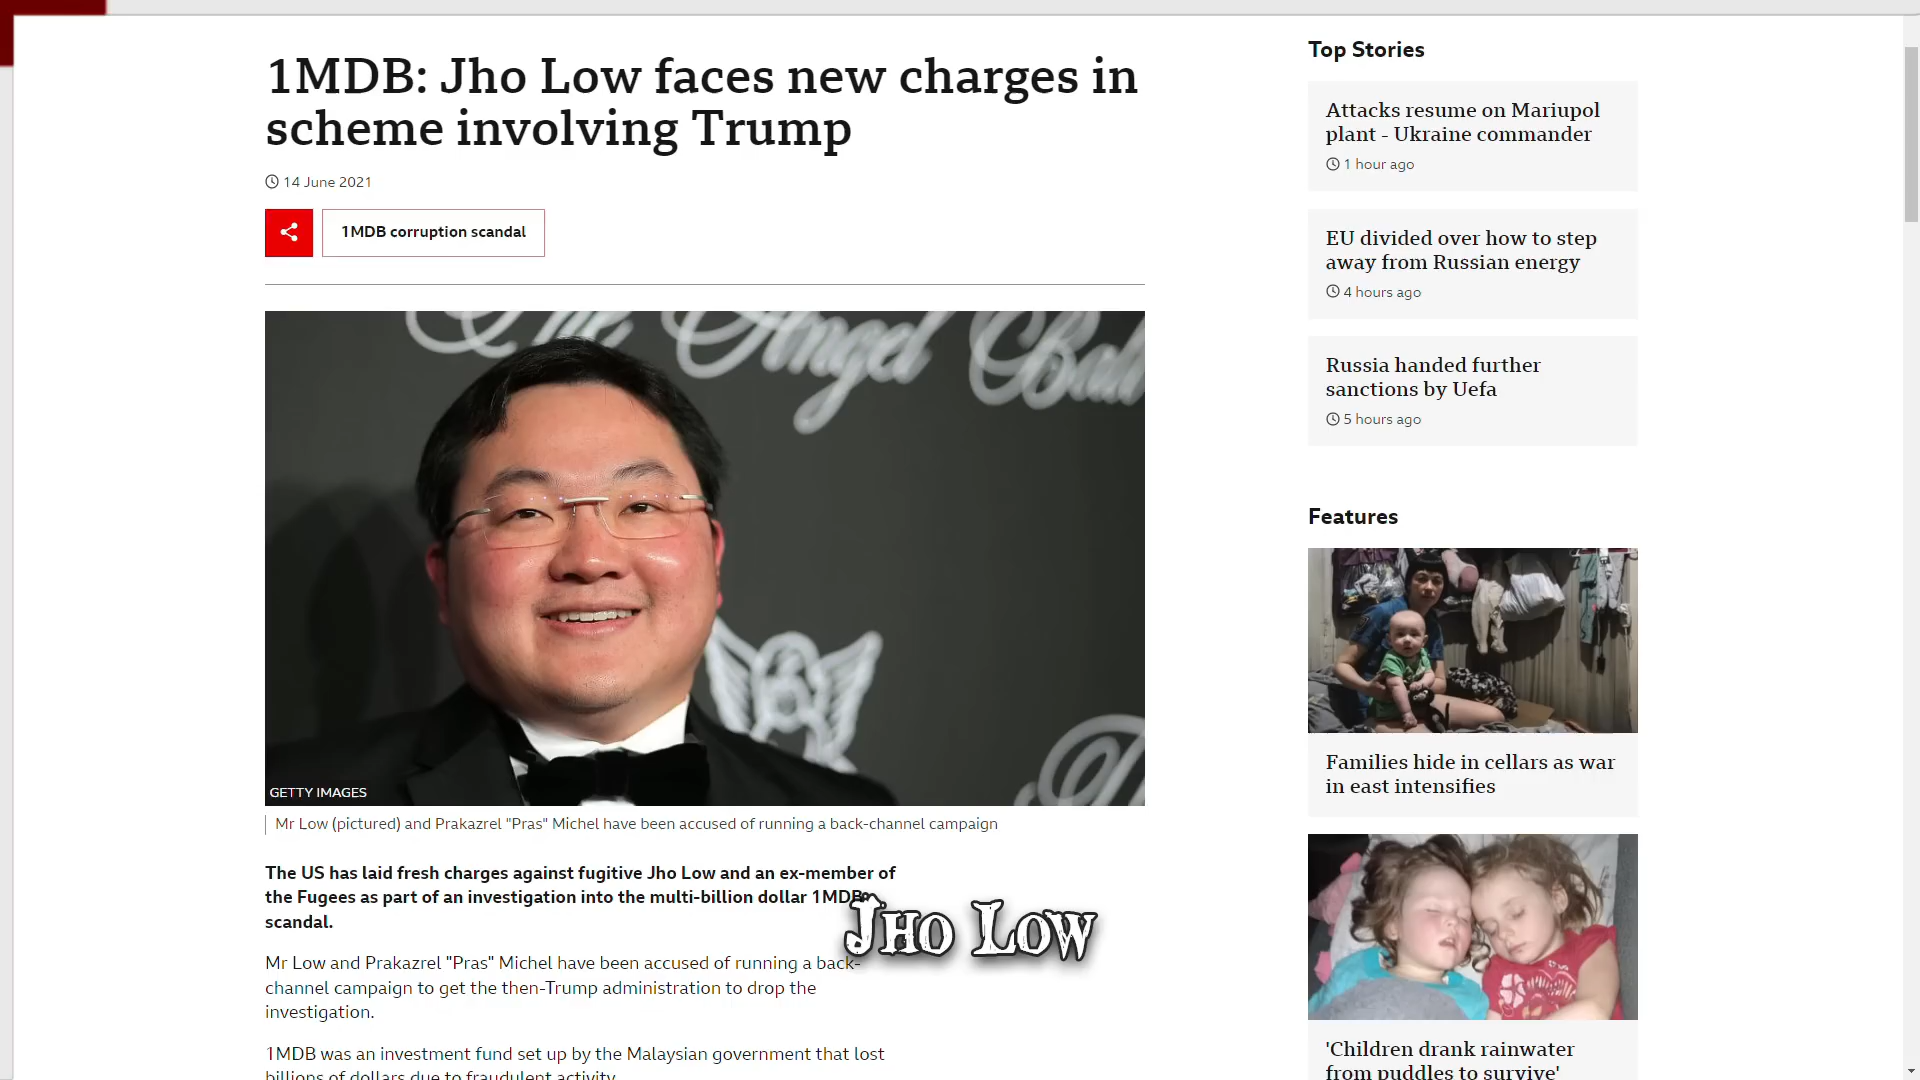 1MDB: Jho Low faces new charges in
scheme involving Trump
14 June 2021
1MDB corruption scandal
The Angel Ball
GETTY IMAGES
Mr Low (pictured) and Prakazrel "Pras" Michel have been accused of running a back-channel campaign
The US has laid fresh charges against fugitive Jho Low and an ex-member of
the Fugees as part of an investigation into the multi-billion dollar 1MDB
scandal.
Jho Low
Mr Low and Prakazrel "Pras" Michel have been accused of running a back-
channel campaign to get the then-Trump administration to drop the
investigation.
1MDB was an investment fund set up by the Malaysian government that lost
billions of dollars due to fraudulent activity.
Top Stories
Attacks resume on Mariupol
plant - Ukraine commander
1 hour ago
EU divided over how to step
away from Russian energy
4 hours ago
Russia handed further
sanctions by Uefa
5 hours ago
Features
Families hide in cellars as war
in east intensifies
'Children drank rainwater
from puddles to survive'